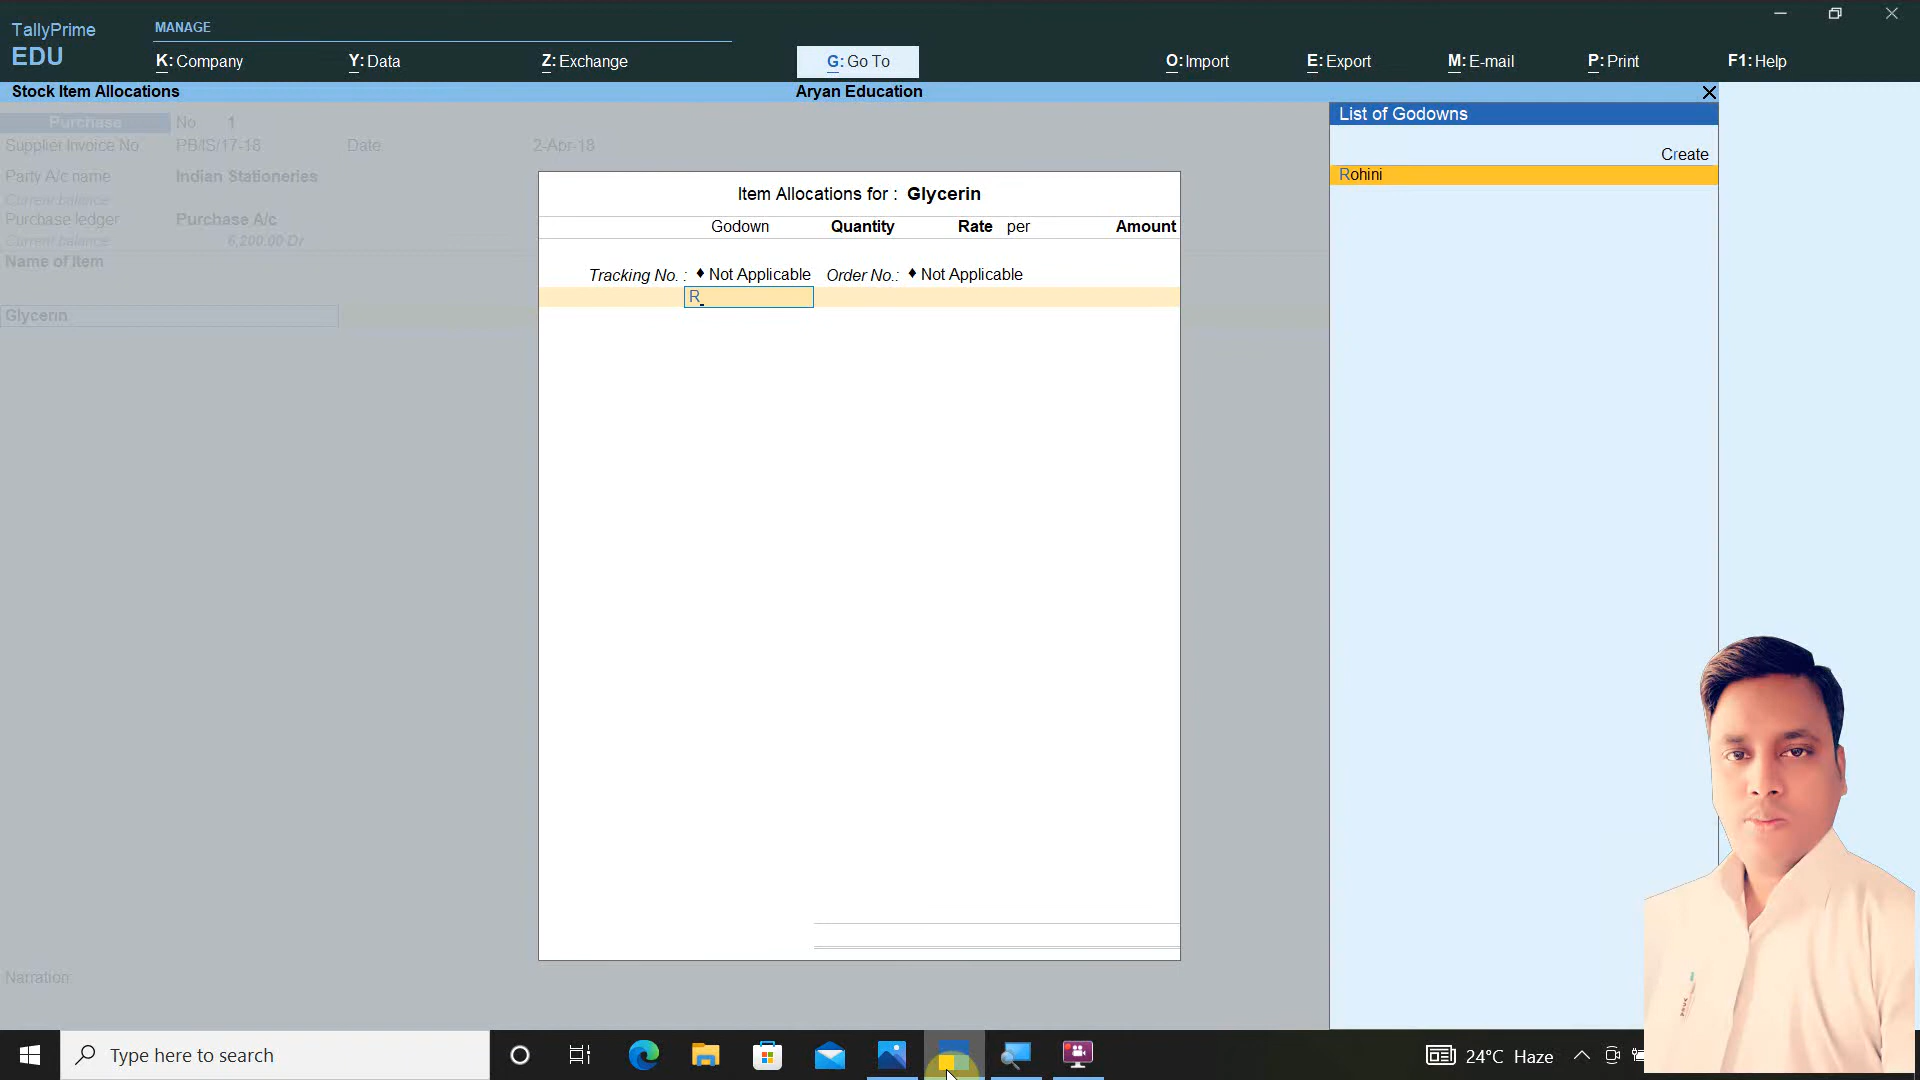 TallyPrime
EDU
MANAGE
K: Company
Y: Data
Z: Exchange
G: Go To
O: Import
E: Export
M: E-mail
P: Print
F1: Help
Stock Item Allocations
Aryan Education
Purchase No 1
Supplier Invoice No. PB/IS/17-18 Date 2-Apr-18
Party A/c name Indian Stationeries
Current balance
Purchase ledger Purchase A/c
Current balance 6,200.00 Dr
Name of Item
Glycerin
Narration:
Item Allocations for : Glycerin
Godown Quantity Rate per Amount
Tracking No. : ♦ Not Applicable Order No.: ♦ Not Applicable
R
List of Godowns
Create
Rohini
Type here to search
24°C Haze